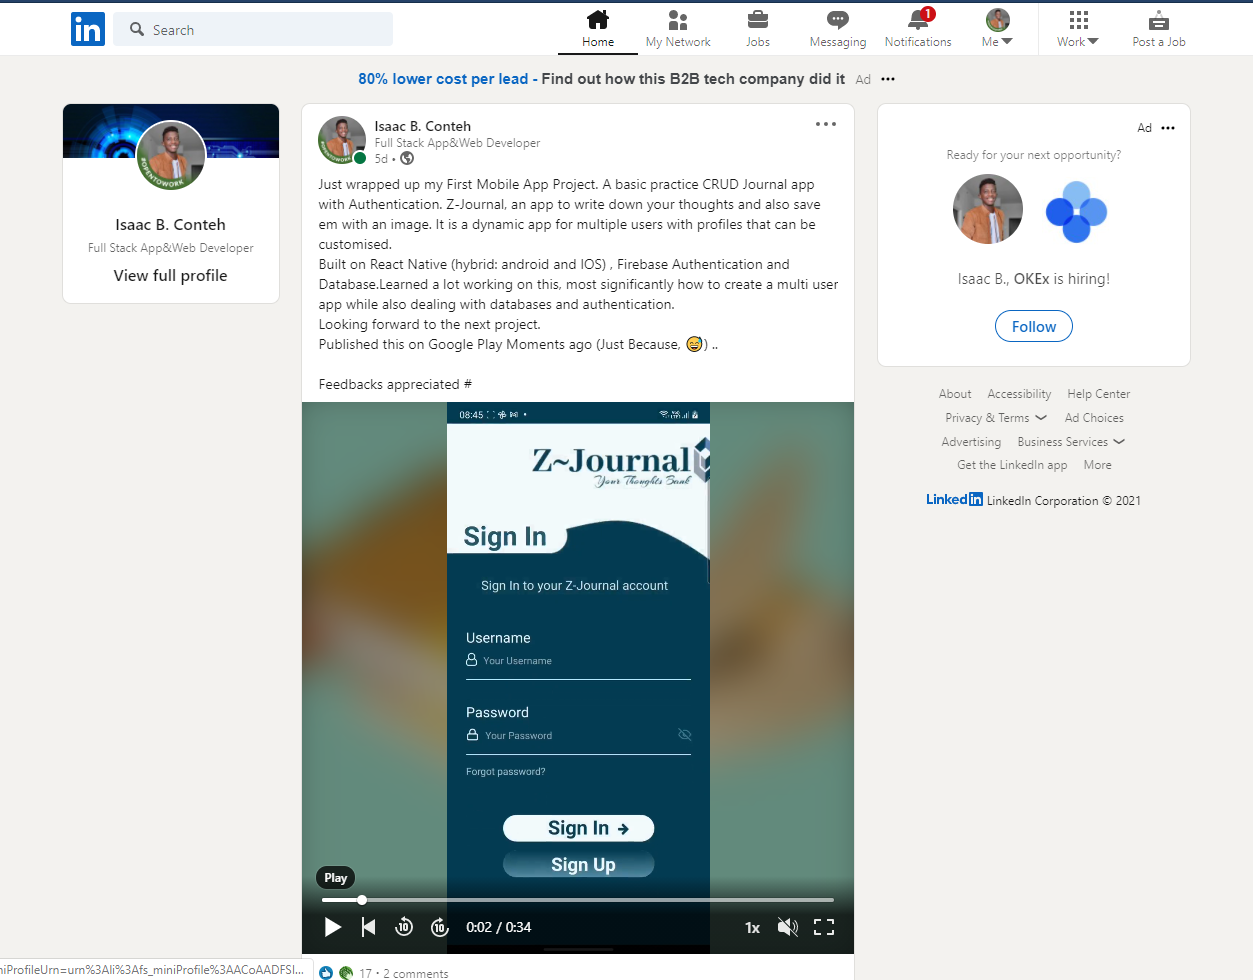 in
Search
Home
My Network
Jobs
Messaging
1
Notifications
Me
Work
Post a Job
80% lower cost per lead - Find out how this B2B tech company did it Ad
#OPENTOWORK
Isaac B. Conteh
Full Stack App&Web Developer
View full profile
Isaac B. Conteh
Full Stack App&Web Developer
5d •
Just wrapped up my First Mobile App Project. A basic practice CRUD Journal app
with Authentication. Z-Journal, an app to write down your thoughts and also save
em with an image. It is a dynamic app for multiple users with profiles that can be
customised.
Built on React Native (hybrid: android and IOS) , Firebase Authentication and
Database.Learned a lot working on this, most significantly how to create a multi user
app while also dealing with databases and authentication.
Looking forward to the next project.
Published this on Google Play Moments ago (Just Because, 😅) ..
Feedbacks appreciated #
08:45
Z~Journal
Your Thoughts Bank
Sign In
Sign In to your Z-Journal account
Username
Your Username
Password
Your Password
Forgot password?
Sign In
Sign Up
Play
10
10
0:02 / 0:34
1x
17 • 2 comments
Ad
Ready for your next opportunity?
Isaac B., OKEx is hiring!
Follow
About Accessibility Help Center
Privacy & Terms Ad Choices
Advertising Business Services
Get the LinkedIn app More
LinkedIn LinkedIn Corporation © 2021
niProfileUrn=urn%3Ali%3Afs_miniProfile%3AACoAADFSI...